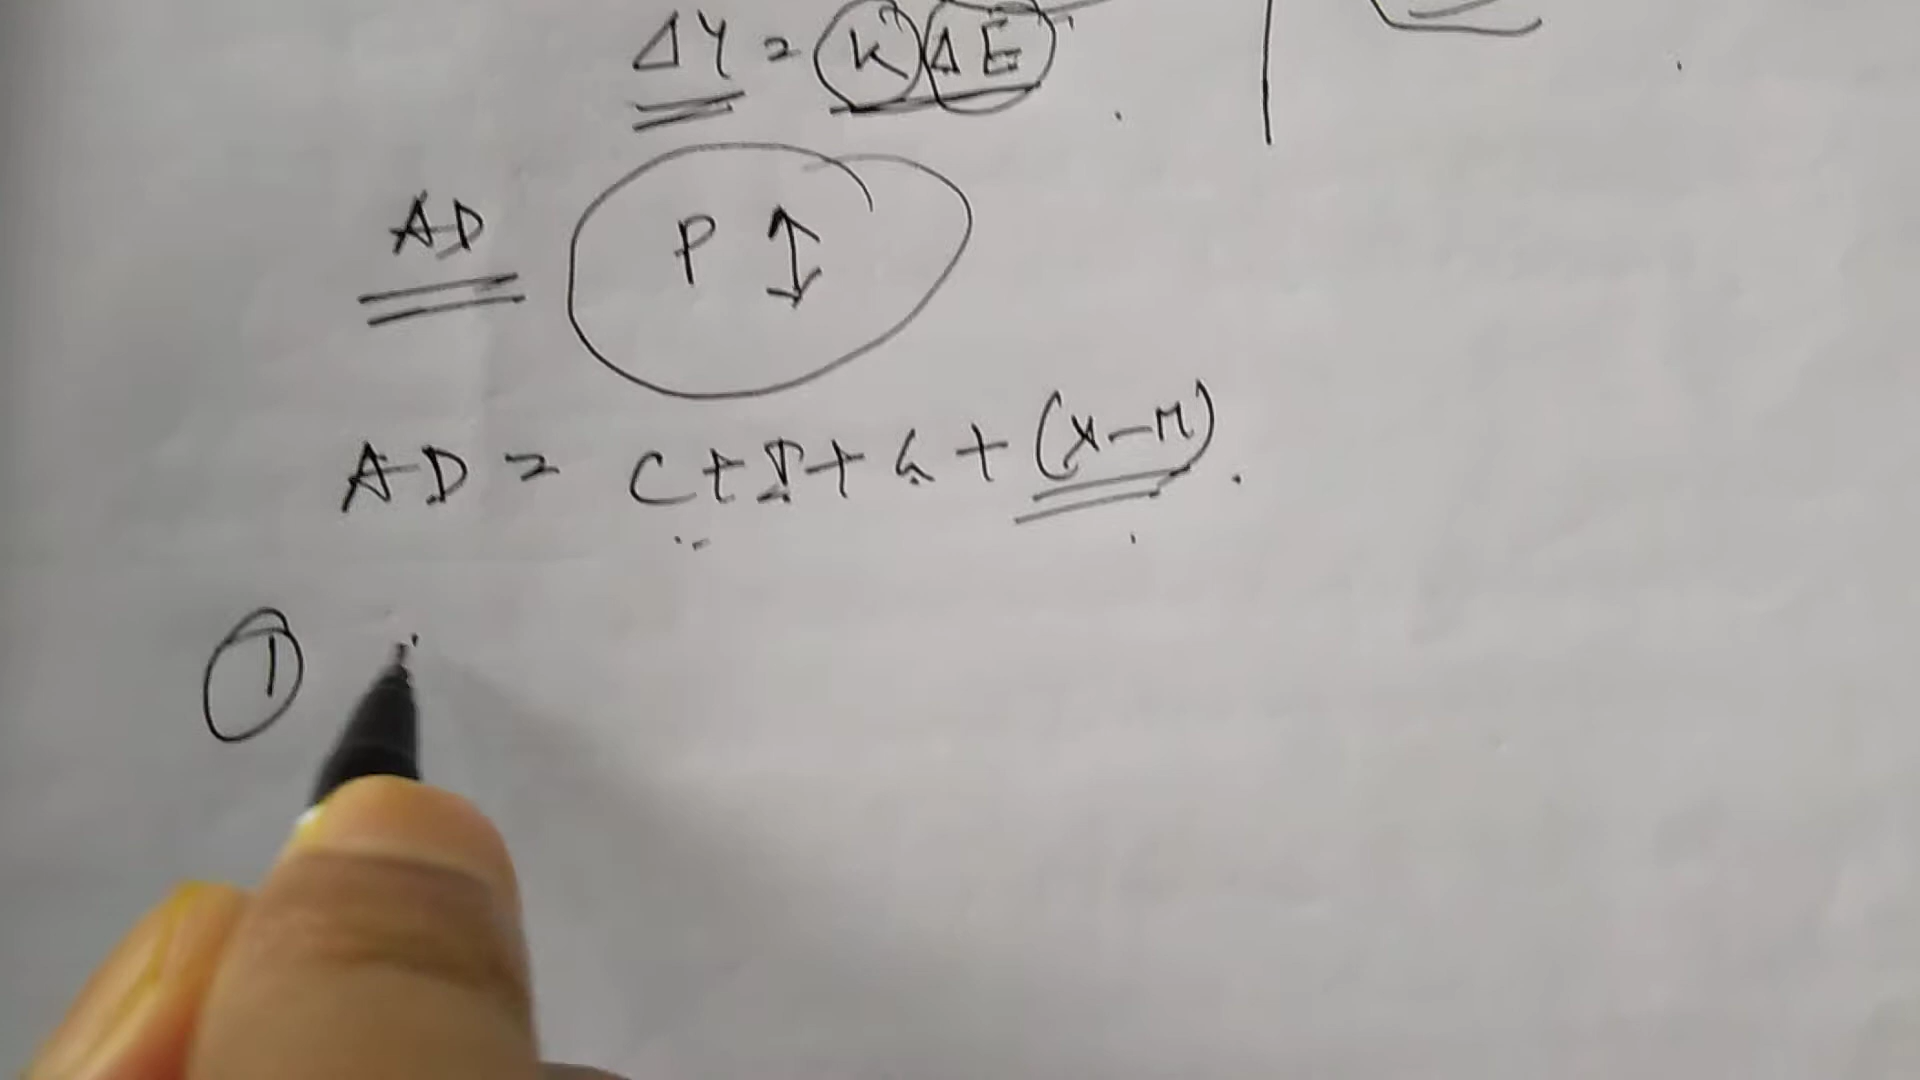 ΔY = K ΔE
AD P ↕
AD = C + I + G + (X-M).
①